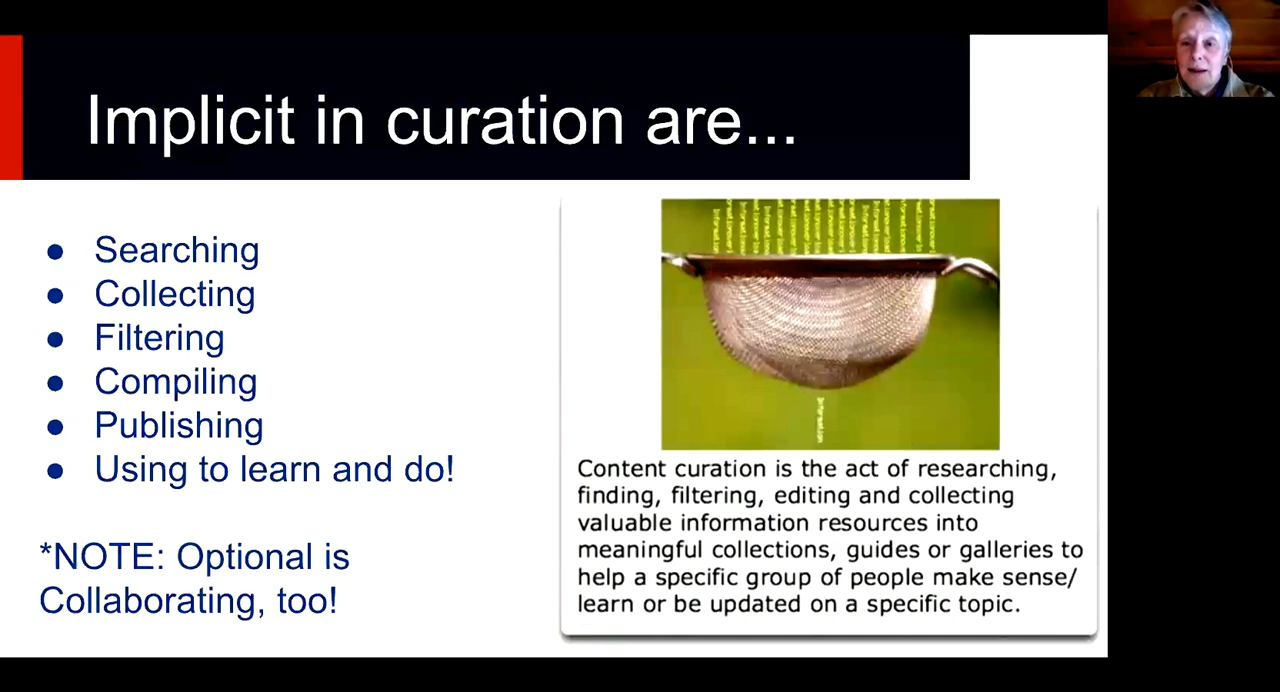 Implicit in curation are...
● Searching
● Collecting
● Filtering
● Compiling
● Publishing
● Using to learn and do!
*NOTE: Optional is
Collaborating, too!
Information
Content curation is the act of researching,
finding, filtering, editing and collecting
valuable information resources into
meaningful collections, guides or galleries to
help a specific group of people make sense/
learn or be updated on a specific topic.